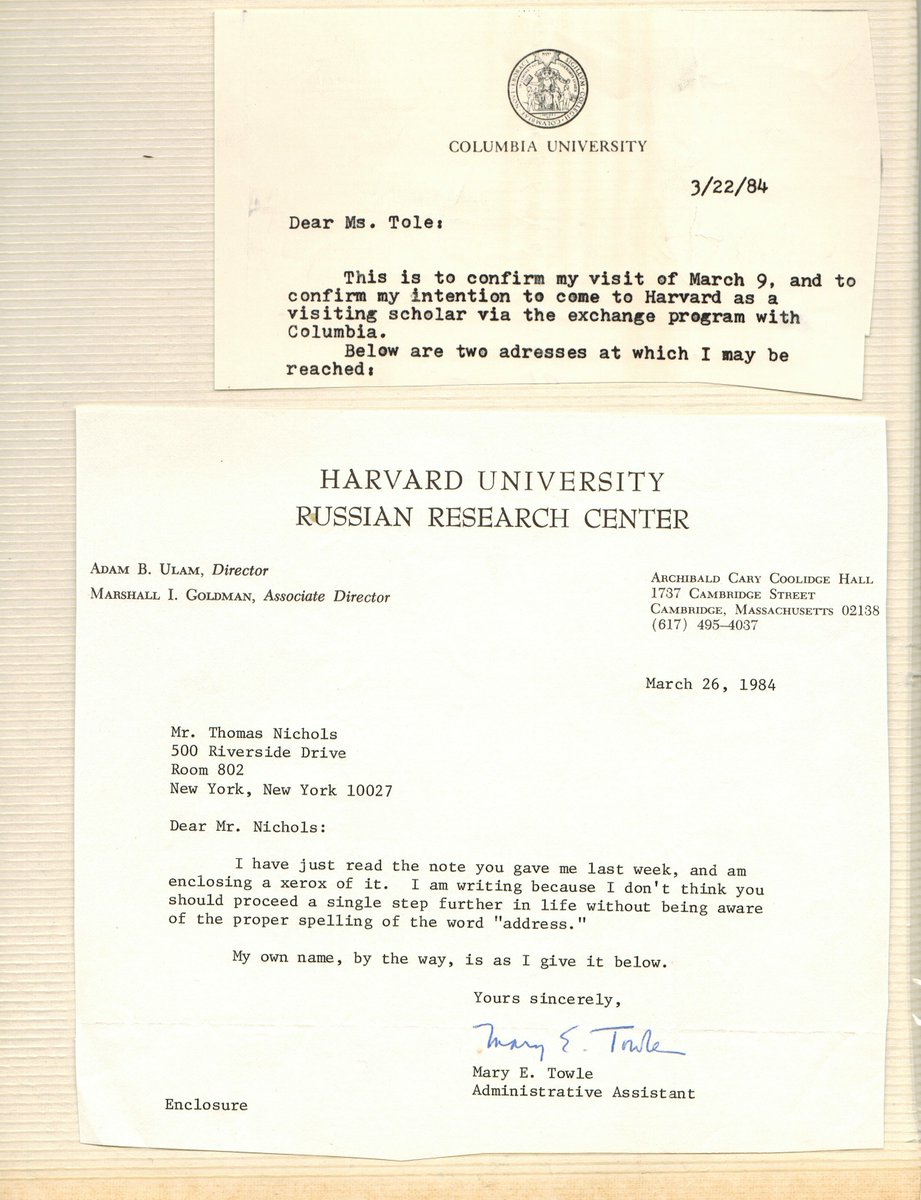 COLUMBIA UNIVERSITY
3/22/84
Dear Ms. Tole:
This is to confirm my visit of March 9, and to
confirm my intention to come to Harvard as a
visiting scholar via the exchange program with
Columbia.
Below are two adresses at which I may be
reached:
HARVARD UNIVERSITY
RUSSIAN RESEARCH CENTER
ADAM B. ULAM, Director
MARSHALL I. GOLDMAN, Associate Director
ARCHIBALD CARY COOLIDGE HALL
1737 CAMBRIDGE STREET
CAMBRIDGE, MASSACHUSETTS 02138
(617) 495–4037
March 26, 1984
Mr. Thomas Nichols
500 Riverside Drive
Room 802
New York, New York 10027
Dear Mr. Nichols:
I have just read the note you gave me last week, and am
enclosing a xerox of it. I am writing because I don't think you
should proceed a single step further in life without being aware
of the proper spelling of the word "address."
My own name, by the way, is as I give it below.
Yours sincerely,
Mary E. Towle
Mary E. Towle
Administrative Assistant
Enclosure